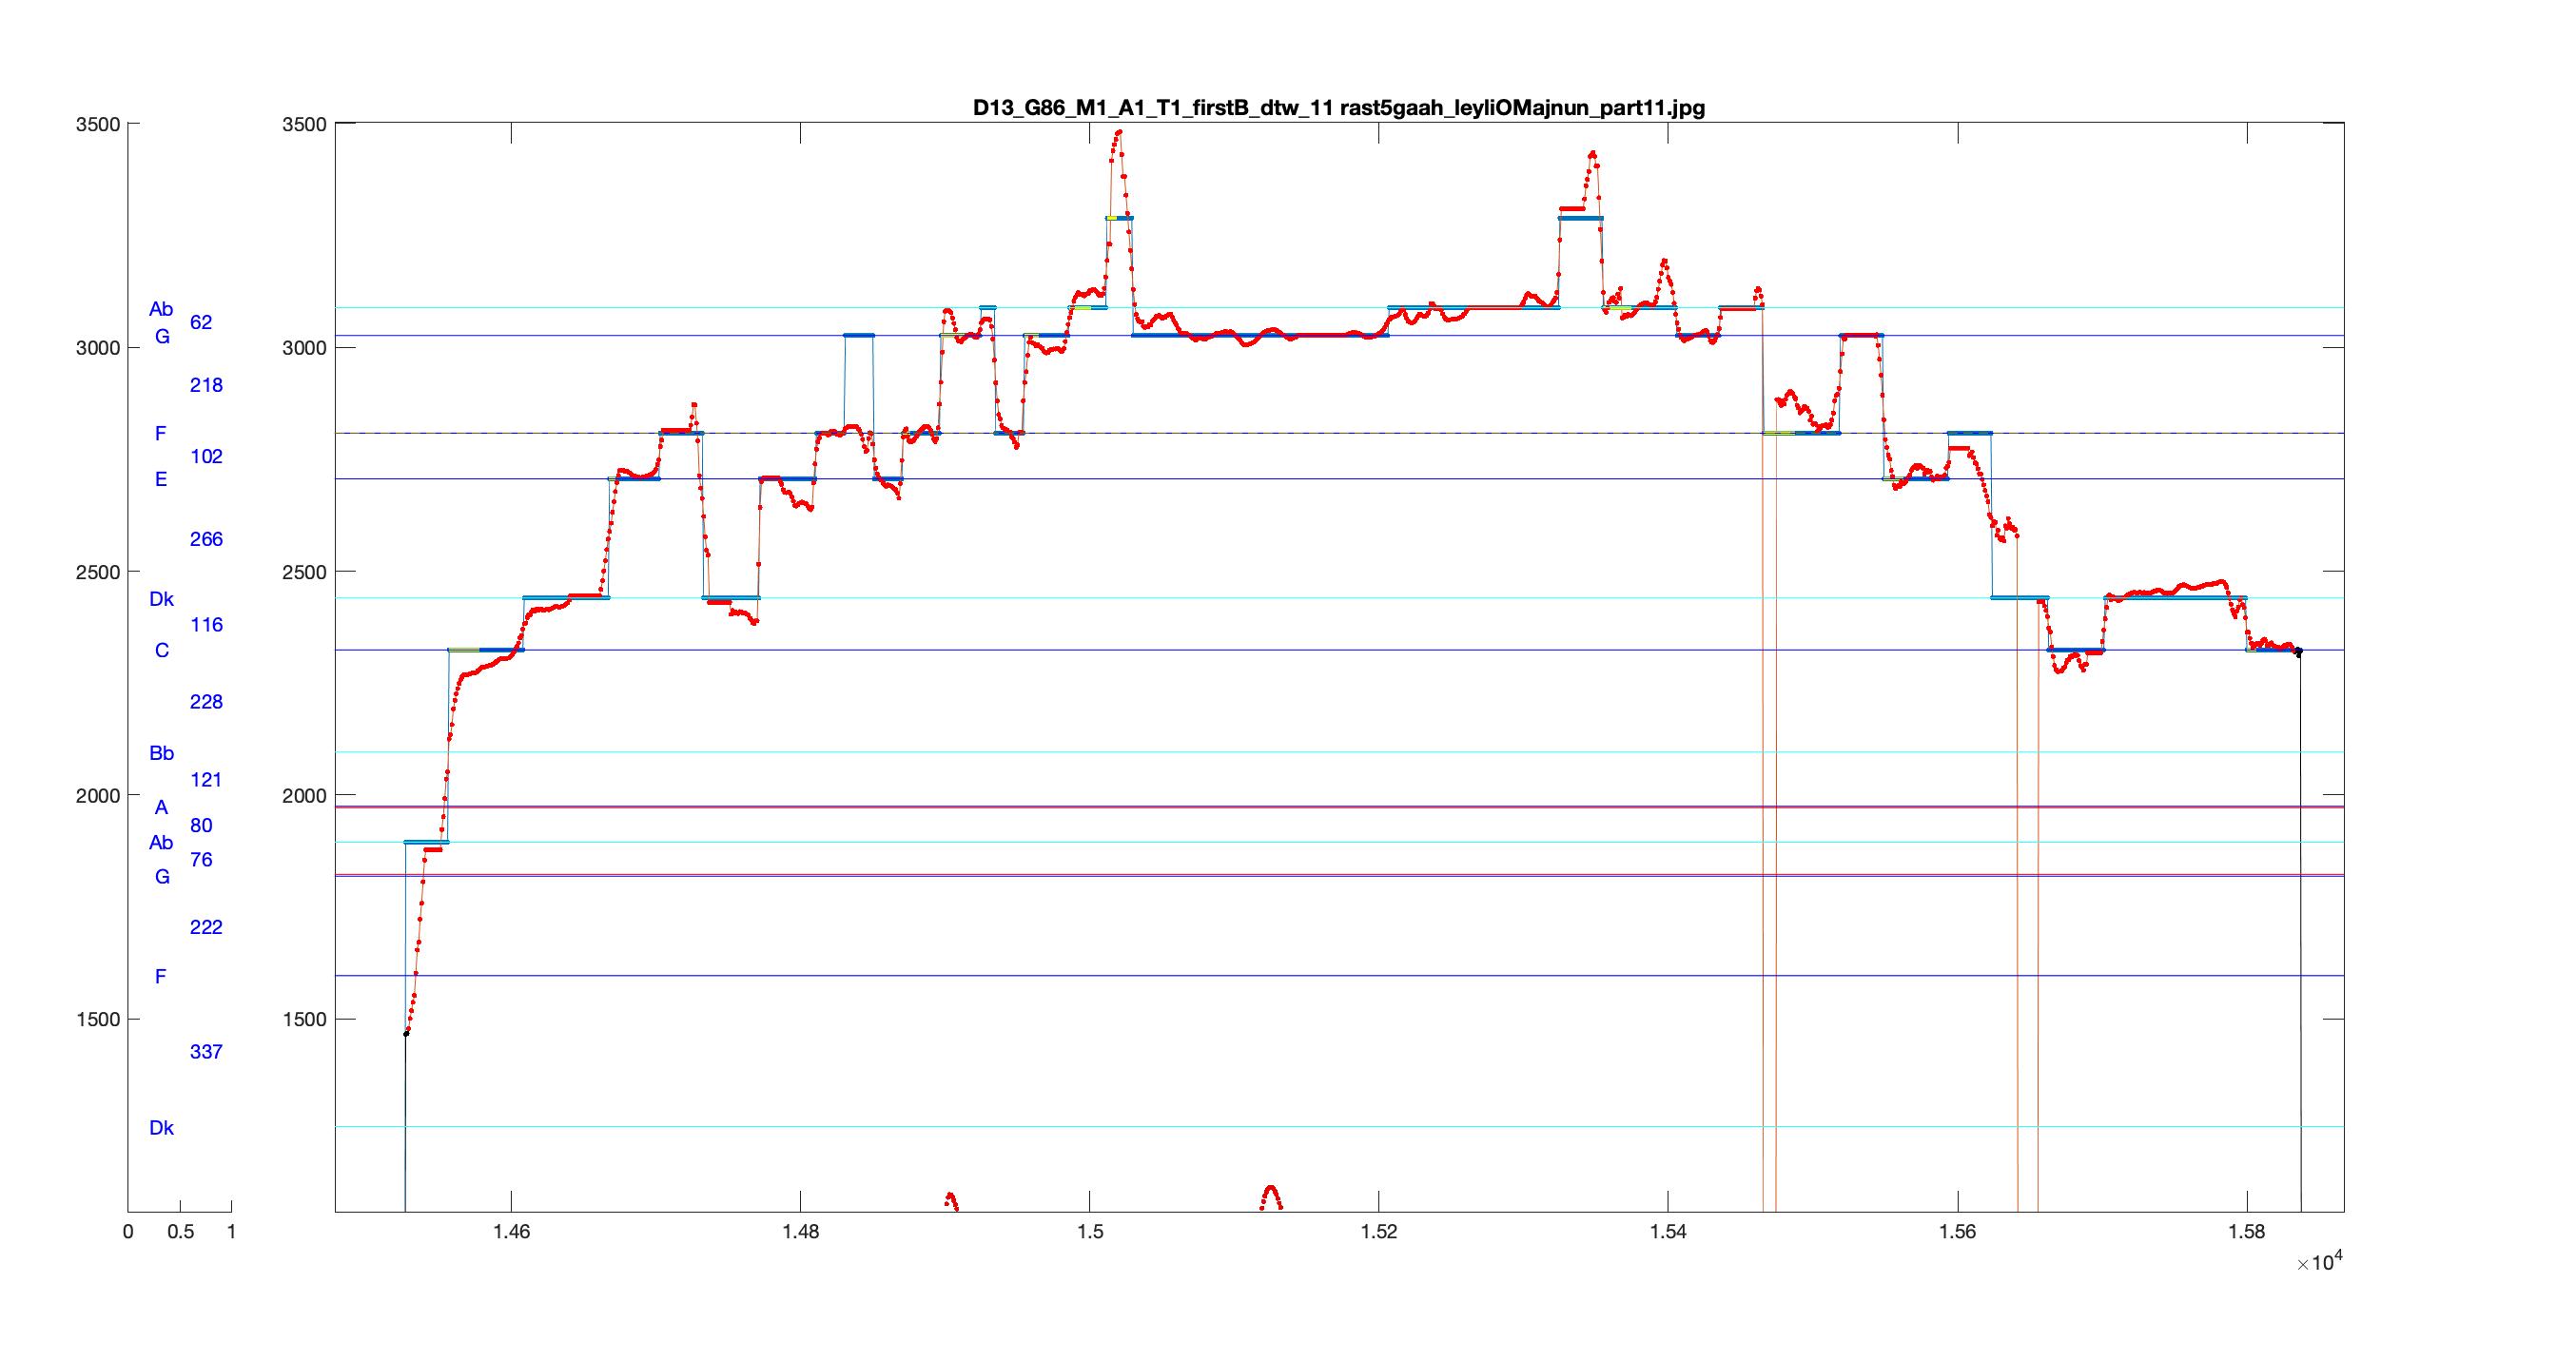 D13_G86_M1_A1_T1_firstB_dtw_11 rast5gaah_leyliOMajnun_part11.jpg
3500
3000
2500
2000
1500
0 0.5 1
Ab
62
G
218
F
102
E
266
Dk
116
C
228
Bb
121
A
80
Ab
76
G
222
F
337
Dk
3500
3000
2500
2000
1500
1.46 1.48 1.5 1.52 1.54 1.56 1.58
×10^4